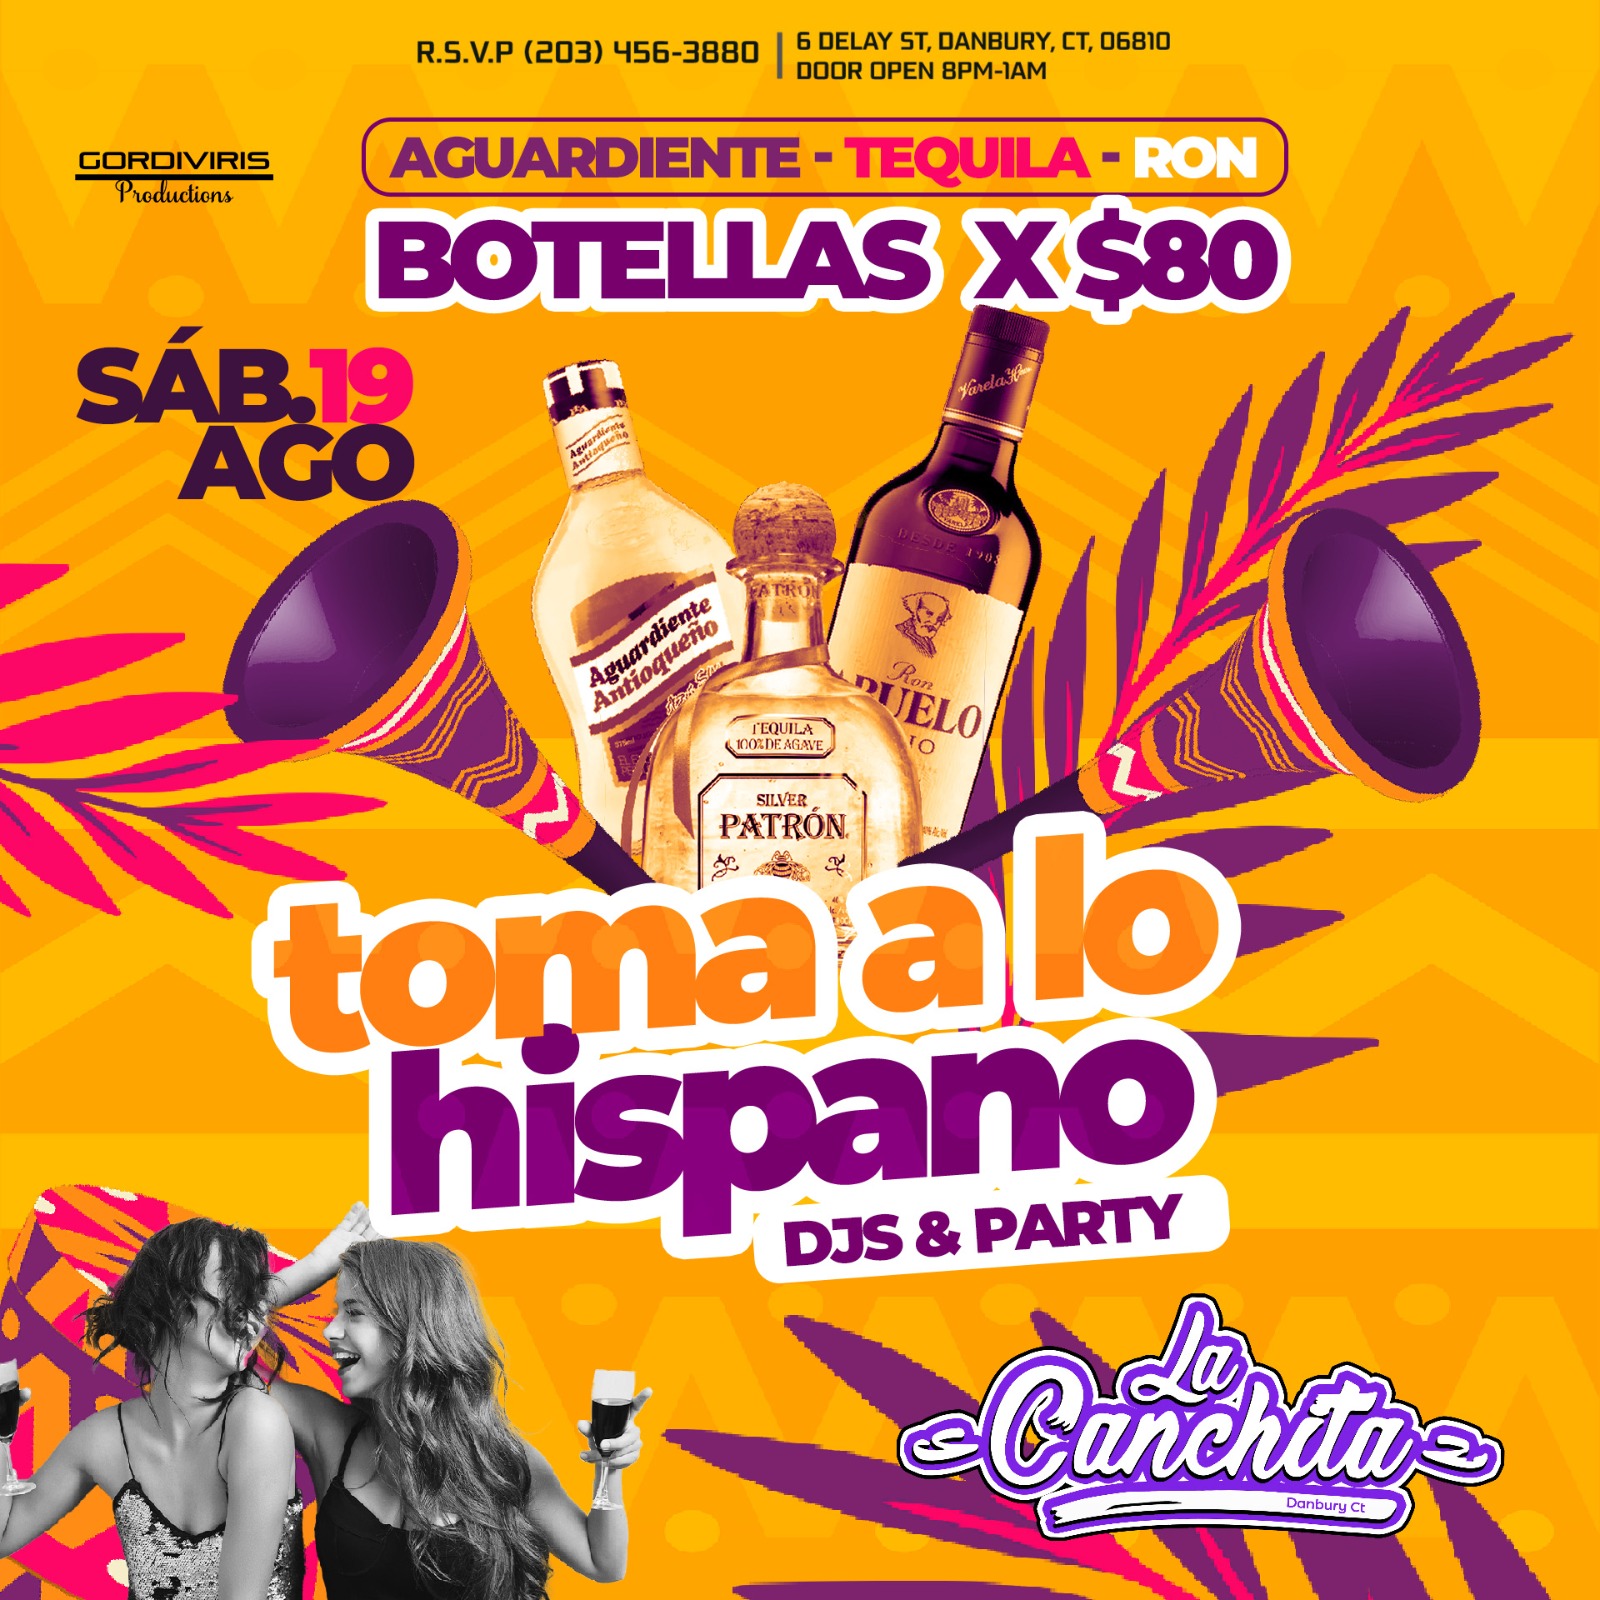 R.S.V.P (203) 456-3880
6 DELAY ST, DANBURY, CT, 06810
DOOR OPEN 8PM-1AM
GORDIVIRIS
Productions
AGUARDIENTE - TEQUILA - RON
BOTELLAS X $80
SÁB. 19
AGO
Aguardiente
Antioqueño
Aguardiente
Antioqueño
PATRÓN
TEQUILA
100% DE AGAVE
SILVER
PATRÓN
Varela
DESDE 1908
Ron
toma a lo
hispano
DJS & PARTY
La
Canchita
Danbury Ct